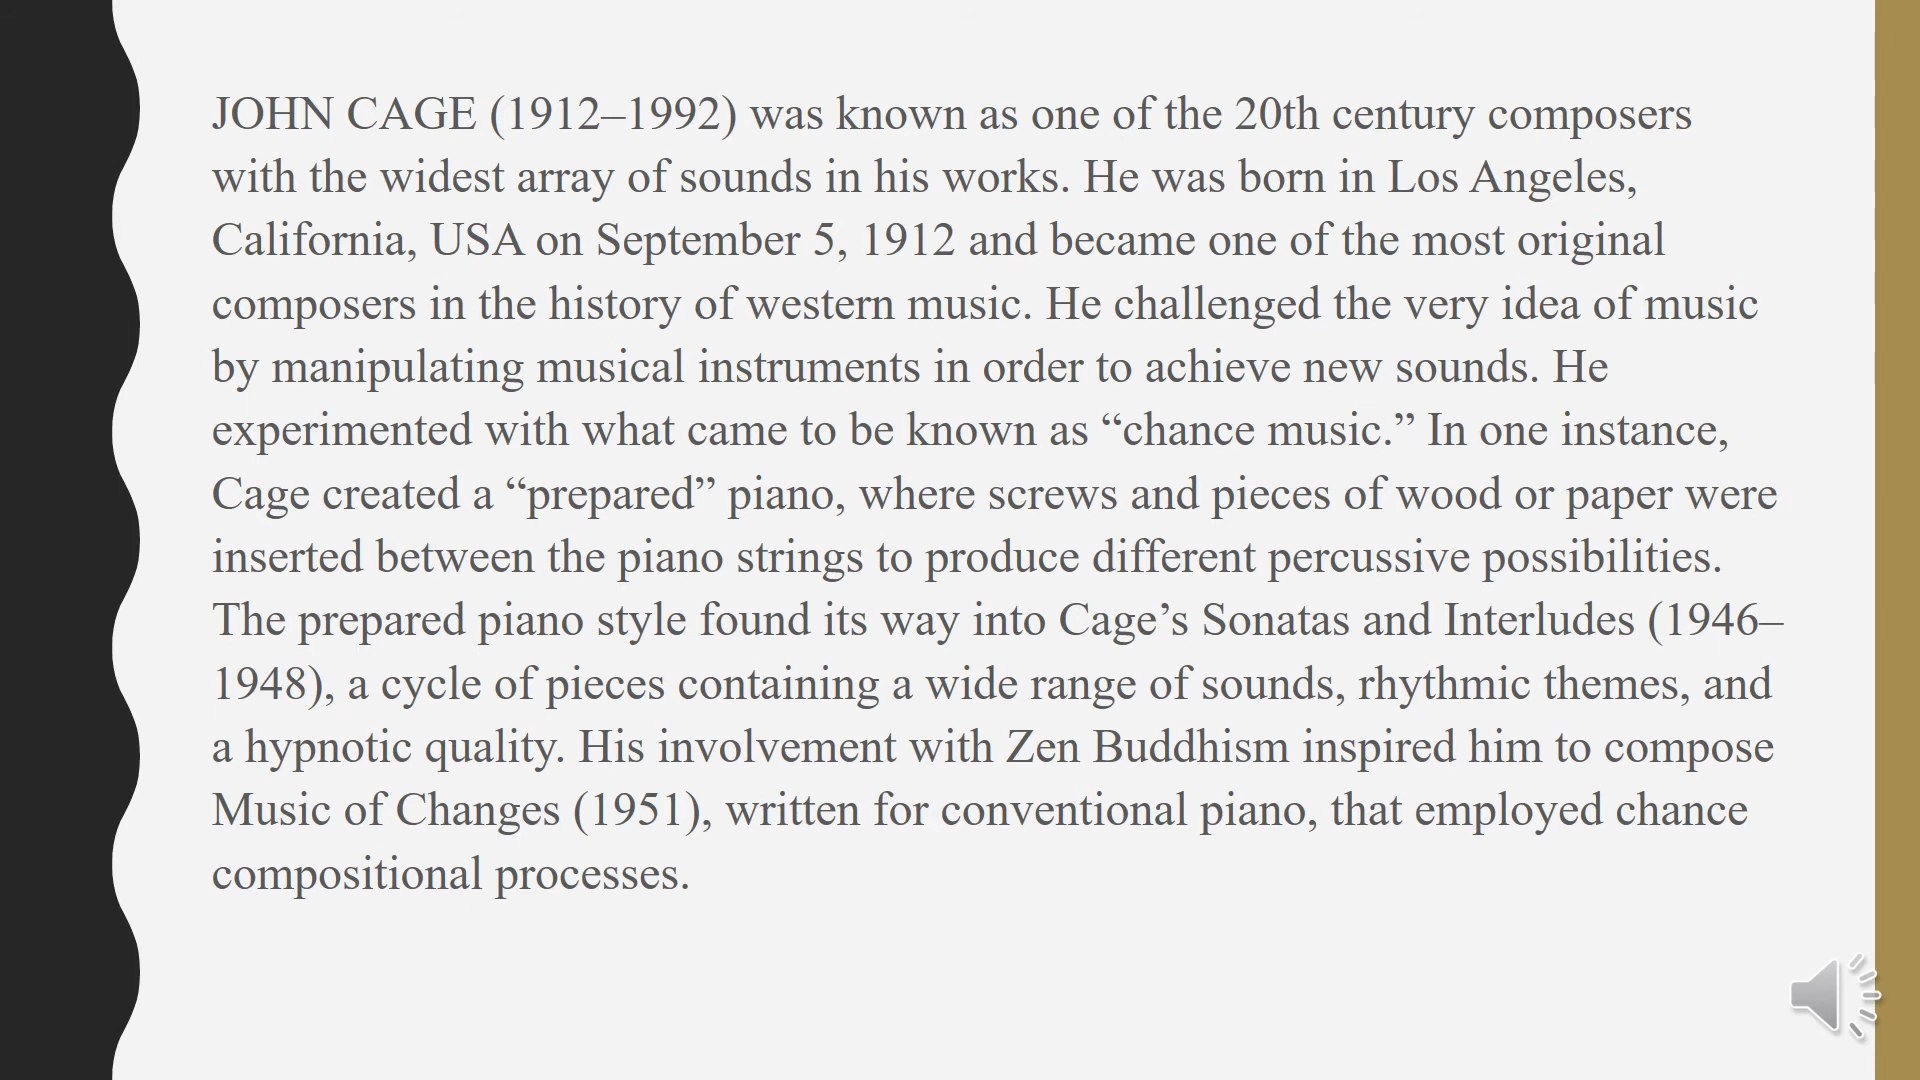 JOHN CAGE (1912–1992) was known as one of the 20th century composers
with the widest array of sounds in his works. He was born in Los Angeles,
California, USA on September 5, 1912 and became one of the most original
composers in the history of western music. He challenged the very idea of music
by manipulating musical instruments in order to achieve new sounds. He
experimented with what came to be known as “chance music.” In one instance,
Cage created a “prepared” piano, where screws and pieces of wood or paper were
inserted between the piano strings to produce different percussive possibilities.
The prepared piano style found its way into Cage’s Sonatas and Interludes (1946–
1948), a cycle of pieces containing a wide range of sounds, rhythmic themes, and
a hypnotic quality. His involvement with Zen Buddhism inspired him to compose
Music of Changes (1951), written for conventional piano, that employed chance
compositional processes.